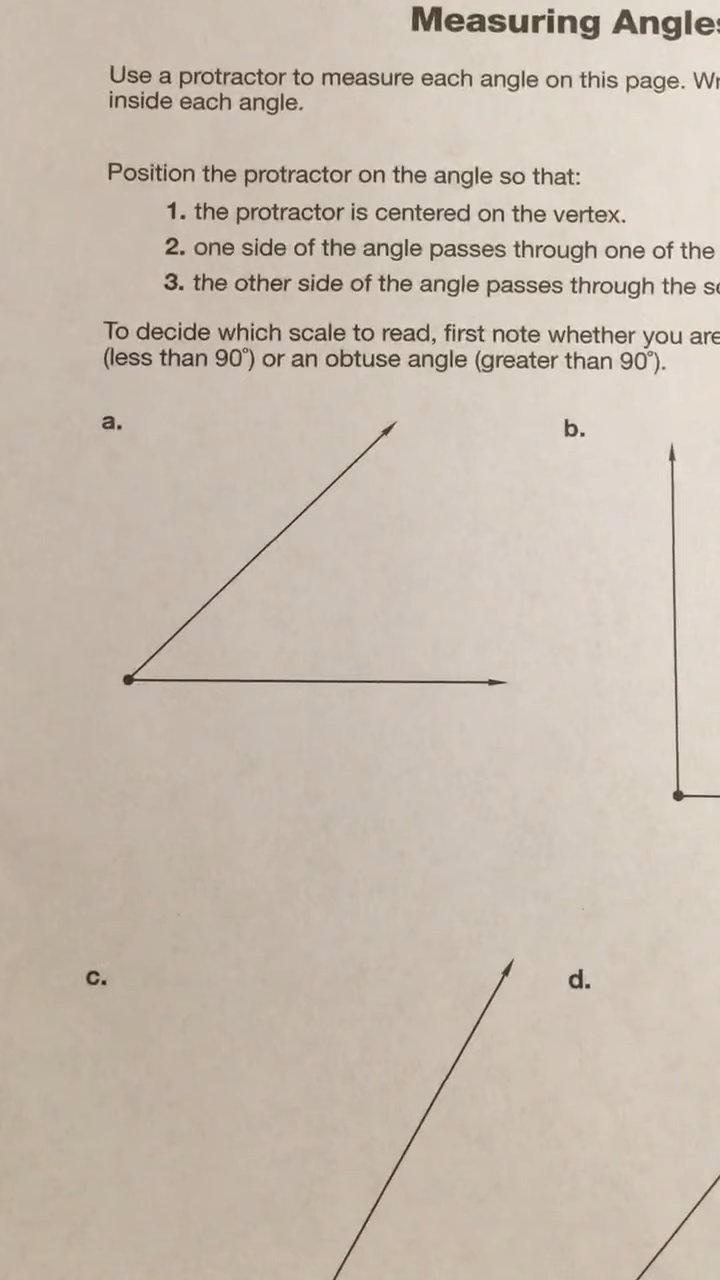 Measuring Angles
Use a protractor to measure each angle on this page.
inside each angle.
Position the protractor on the angle so that:
1. the protractor is centered on the vertex.
2. one side of the angle passes through one of the
3. the other side of the angle passes through the
To decide which scale to read, first note whether you are
(less than 90°) or an obtuse angle (greater than 90°).
a.
b.
c.
d.